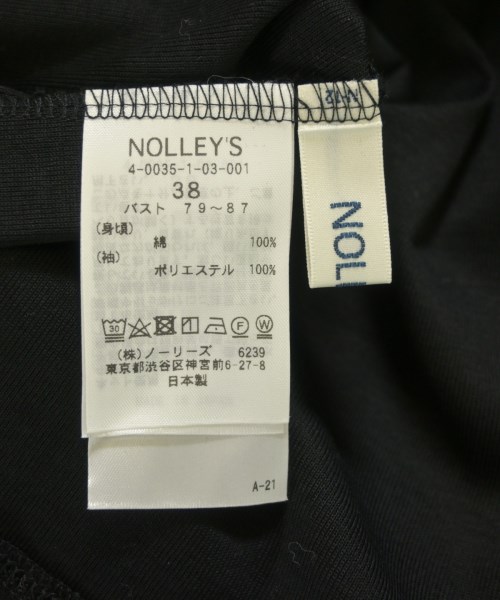 NOLLEY'S
4-0035-1-03-001
38
バスト 79～87
(身頃)
綿 100%
(袖)
ポリエステル 100%
30
F W
(株)ノーリーズ 6239
東京都渋谷区神宮前6-27-8
日本製
A-21
NOLL